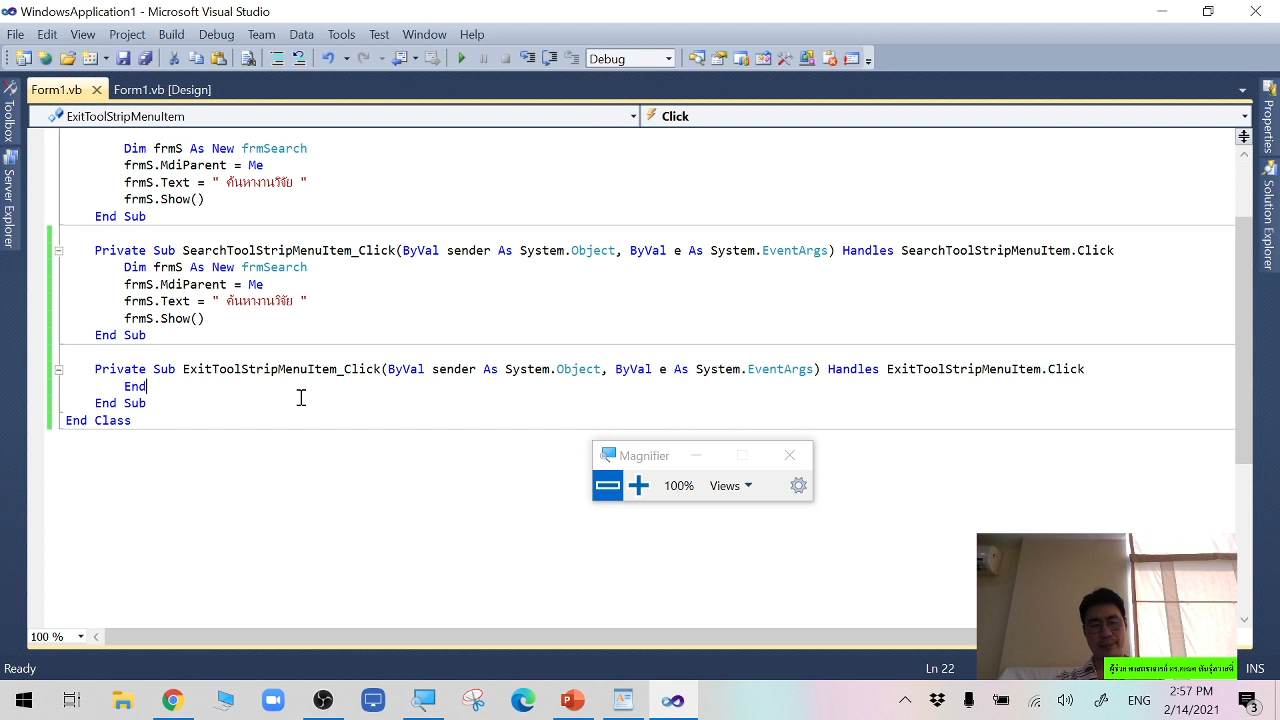 WindowsApplication1 - Microsoft Visual Studio
File Edit View Project Build Debug Team Data Tools Test Window Help
Debug
Form1.vb Form1.vb [Design]
ExitToolStripMenuItem Click
Toolbox
Server Explorer
Properties
Solution Explorer
Dim frmS As New frmSearch
frmS.MdiParent = Me
frmS.Text = " ค้นหางานวิจัย "
frmS.Show()
End Sub
Private Sub SearchToolStripMenuItem_Click(ByVal sender As System.Object, ByVal e As System.EventArgs) Handles SearchToolStripMenuItem.Click
Dim frmS As New frmSearch
frmS.MdiParent = Me
frmS.Text = " ค้นหางานวิจัย "
frmS.Show()
End Sub
Private Sub ExitToolStripMenuItem_Click(ByVal sender As System.Object, ByVal e As System.EventArgs) Handles ExitToolStripMenuItem.Click
End
End Sub
End Class
Magnifier
100% Views
100 %
Ready Ln 22 INS
ENG
2:57 PM
2/14/2021
3